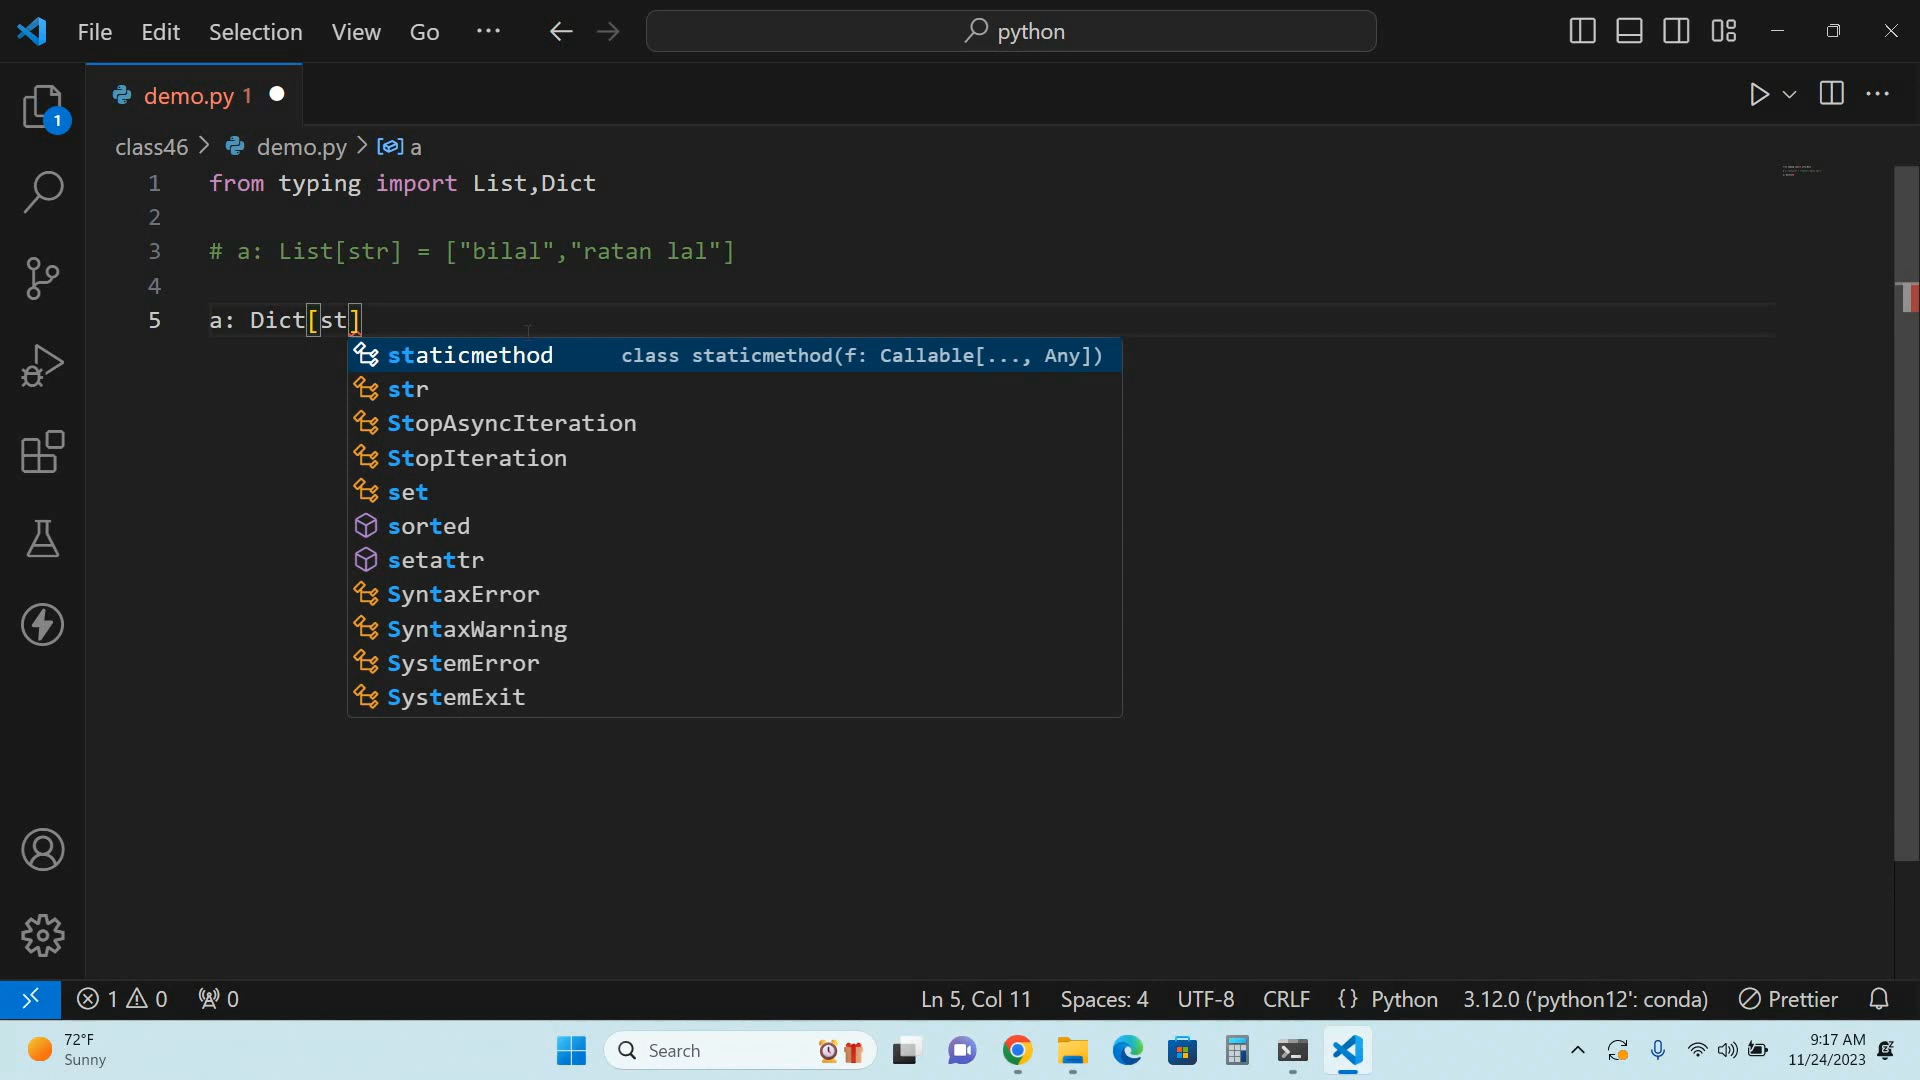 File Edit Selection View Go ··· python
demo.py 1
class46 > demo.py > a
1 from typing import List,Dict
2
3 # a: List[str] = ["bilal","ratan lal"]
4
5 a: Dict[st]
staticmethod class staticmethod(f: Callable[..., Any])
str
StopAsyncIteration
StopIteration
set
sorted
setattr
SyntaxError
SyntaxWarning
SystemError
SystemExit
1
1 0 0 Ln 5, Col 11 Spaces: 4 UTF-8 CRLF {} Python 3.12.0 ('python12': conda) Prettier
72°F
Sunny
Search
9:17 AM
11/24/2023